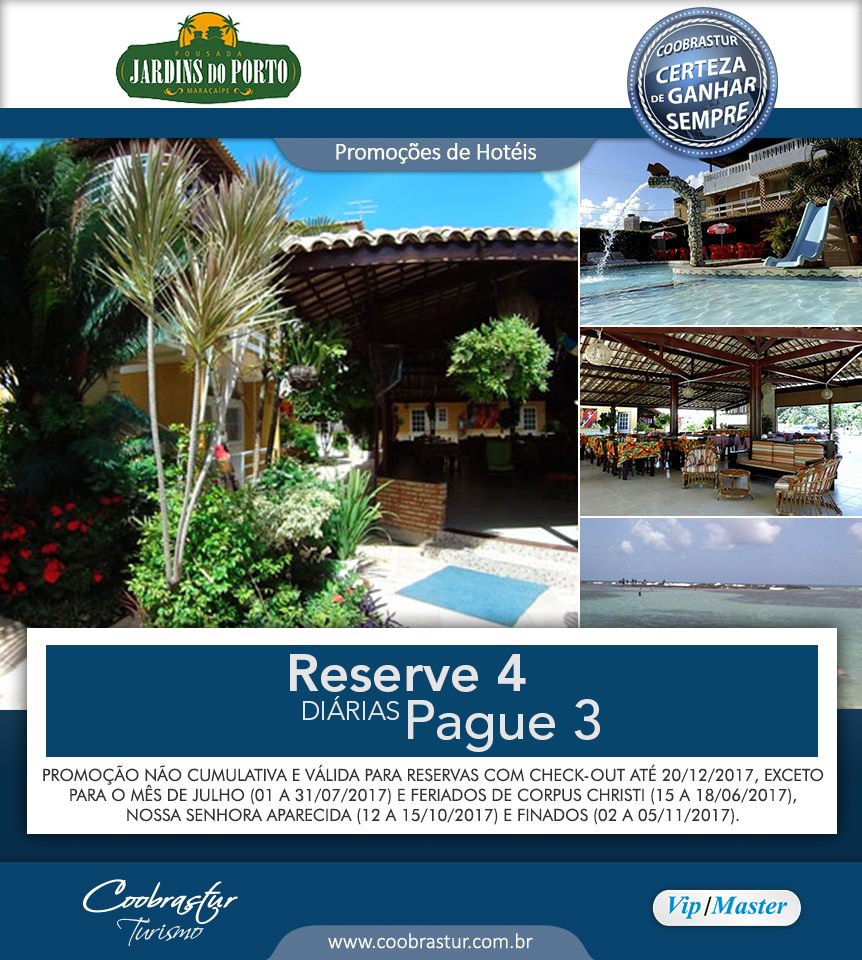 POUSADA
JARDINS DO PORTO
MARACAÍPE
COOBRASTUR
CERTEZA
DE GANHAR
SEMPRE
Promoções de Hotéis
Reserve 4
DIÁRIAS Pague 3
PROMOÇÃO NÃO CUMULATIVA E VÁLIDA PARA RESERVAS COM CHECK-OUT ATÉ 20/12/2017, EXCETO
PARA O MÊS DE JULHO (01 A 31/07/2017) E FERIADOS DE CORPUS CHRISTI (15 A 18/06/2017),
NOSSA SENHORA APARECIDA (12 A 15/10/2017) E FINADOS (02 A 05/11/2017).
Coobrastur
Turismo
Vip/Master
www.coobrastur.com.br